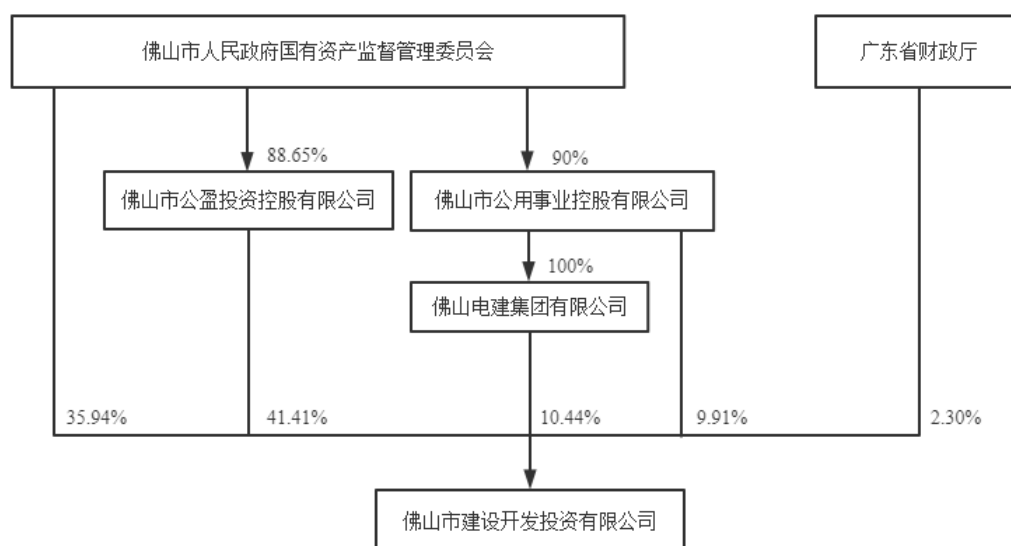 佛山市人民政府国有资产监督管理委员会
广东省财政厅
88.65%
90%
佛山市公盈投资控股有限公司
佛山市公用事业控股有限公司
100%
佛山电建集团有限公司
35.94%
41.41%
10.44%
9.91%
2.30%
佛山市建设开发投资有限公司